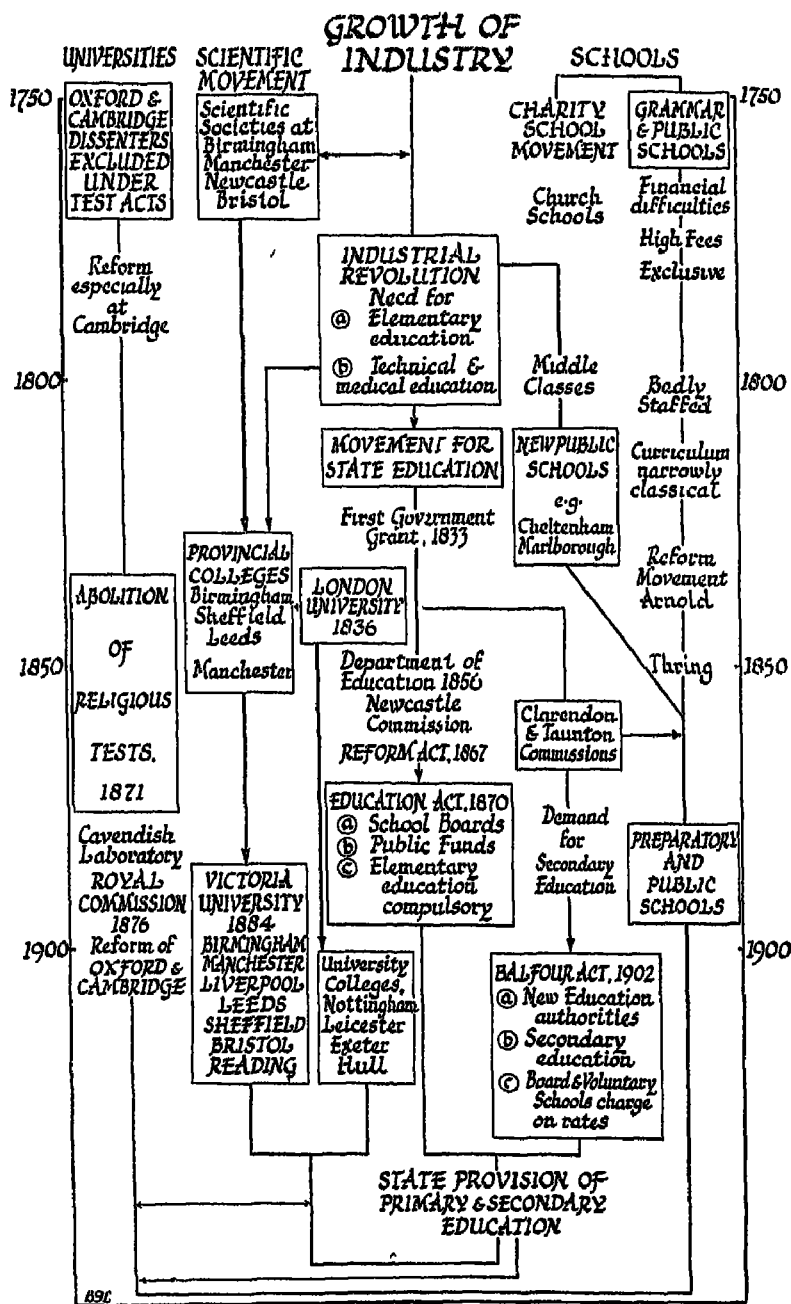 GROWTH OF
INDUSTRY
UNIVERSITIES
SCIENTIFIC
MOVEMENT
SCHOOLS
1750
1750
OXFORD &
CAMBRIDGE
DISSENTERS
EXCLUDED
UNDER
TEST ACTS
Scientific
Societies at
Birmingham
Manchester
Newcastle
Bristol
CHARITY
SCHOOL
MOVEMENT
Church
Schools
GRAMMAR
& PUBLIC
SCHOOLS
Financial
difficulties
High Fees
Exclusive
Reform
especially
at
Cambridge
INDUSTRIAL
REVOLUTION
Need for
(a) Elementary
education
(b) Technical &
medical education
Middle
Classes
1800
1800
Badly
Staffed
Curriculum
narrowly
classical
MOVEMENT FOR
STATE EDUCATION
NEW PUBLIC
SCHOOLS
e.g.
Cheltenham
Marlborough
First Government
Grant, 1833
Reform
Movement
Arnold
Thring
PROVINCIAL
COLLEGES
Birmingham
Sheffield
Leeds
Manchester
LONDON
UNIVERSITY
1836
ABOLITION
OF
RELIGIOUS
TESTS.
1871
1850
1850
Department of
Education 1856
Newcastle
Commission
REFORM ACT, 1867
Clarendon
& Taunton
Commissions
EDUCATION ACT, 1870
(a) School Boards
(b) Public Funds
(c) Elementary
education
compulsory
Demand
for
Secondary
Education
PREPARATORY
AND
PUBLIC
SCHOOLS
Cavendish
Laboratory
ROYAL
COMMISSION
1876
Reform of
OXFORD &
CAMBRIDGE
VICTORIA
UNIVERSITY
1884
BIRMINGHAM
MANCHESTER
LIVERPOOL
LEEDS
SHEFFIELD
BRISTOL
READING
University
Colleges,
Nottingham
Leicester
Exeter
Hull
1900
1900
BALFOUR ACT, 1902
(a) New Education
authorities
(b) Secondary
education
(c) Board & Voluntary
Schools charge
on rates
STATE PROVISION OF
PRIMARY & SECONDARY
EDUCATION